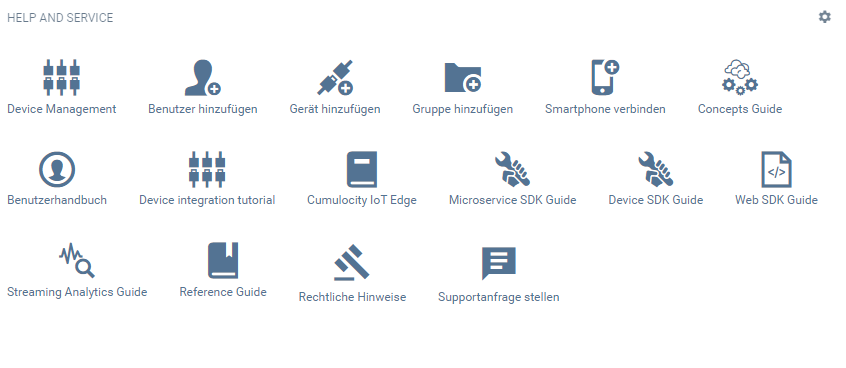 HELP AND SERVICE
Device Management
Benutzer hinzufügen
Gerät hinzufügen
Gruppe hinzufügen
Smartphone verbinden
Concepts Guide
Benutzerhandbuch
Device integration tutorial
Cumulocity IoT Edge
Microservice SDK Guide
Device SDK Guide
Web SDK Guide
Streaming Analytics Guide
Reference Guide
Rechtliche Hinweise
Supportanfrage stellen